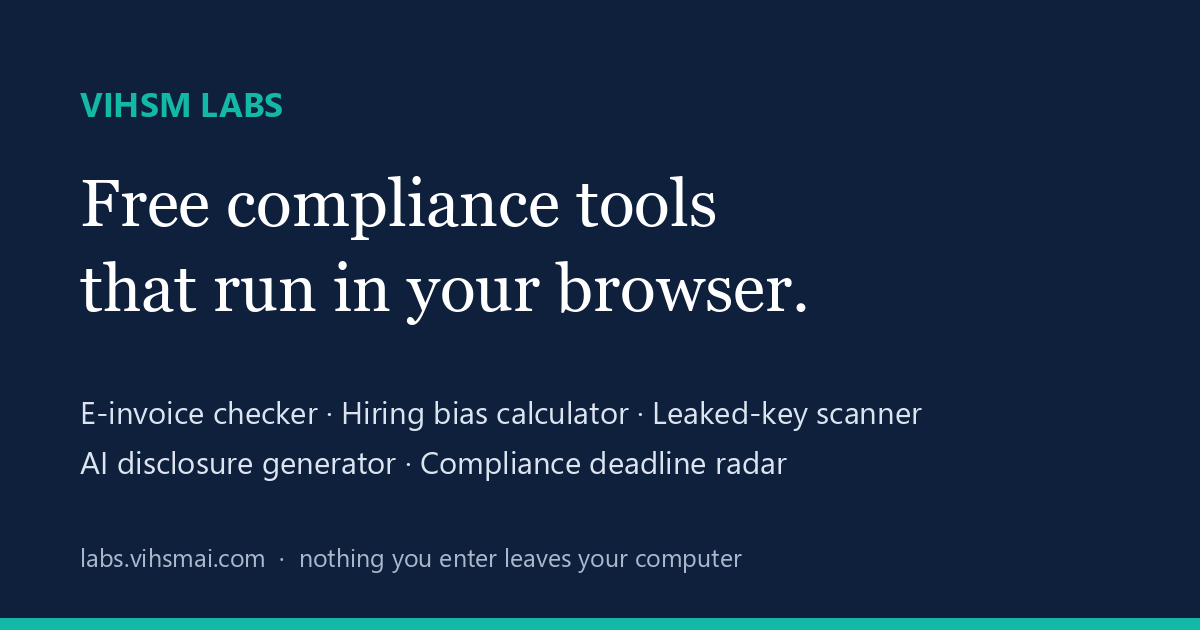 VIHSM LABS
Free compliance tools
that run in your browser.
E-invoice checker · Hiring bias calculator · Leaked-key scanner
AI disclosure generator · Compliance deadline radar
labs.vihsmai.com · nothing you enter leaves your computer